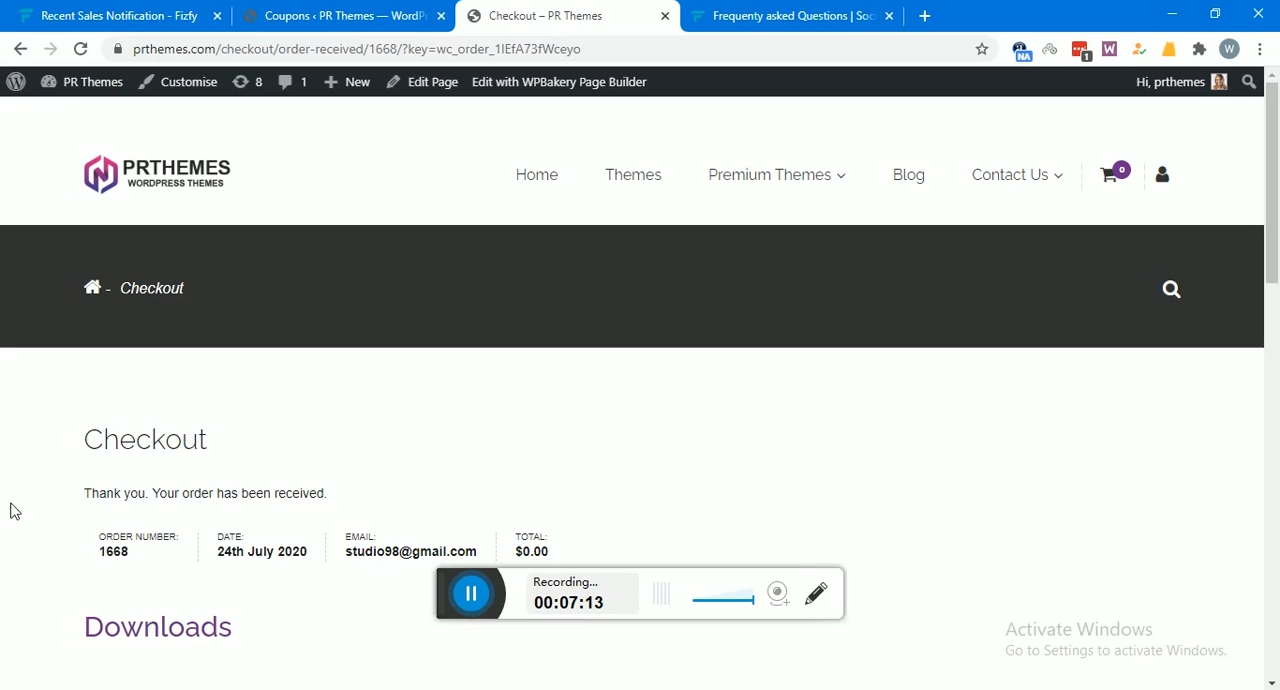 Recent Sales Notification - Fizfy
Coupons ‹ PR Themes — WordPr
Checkout – PR Themes
Frequenty asked Questions | Soc
prthemes.com/checkout/order-received/1668/?key=wc_order_1lEfA73fWceyo
NA
1
W
W
PR Themes
Customise
8
1
New
Edit Page
Edit with WPBakery Page Builder
Hi, prthemes
PRTHEMES
WORDPRESS THEMES
Home
Themes
Premium Themes
Blog
Contact Us
0
- Checkout
Checkout
Thank you. Your order has been received.
ORDER NUMBER:
1668
DATE:
24th July 2020
EMAIL:
studio98@gmail.com
TOTAL:
$0.00
Recording...
00:07:13
Downloads
Activate Windows
Go to Settings to activate Windows.